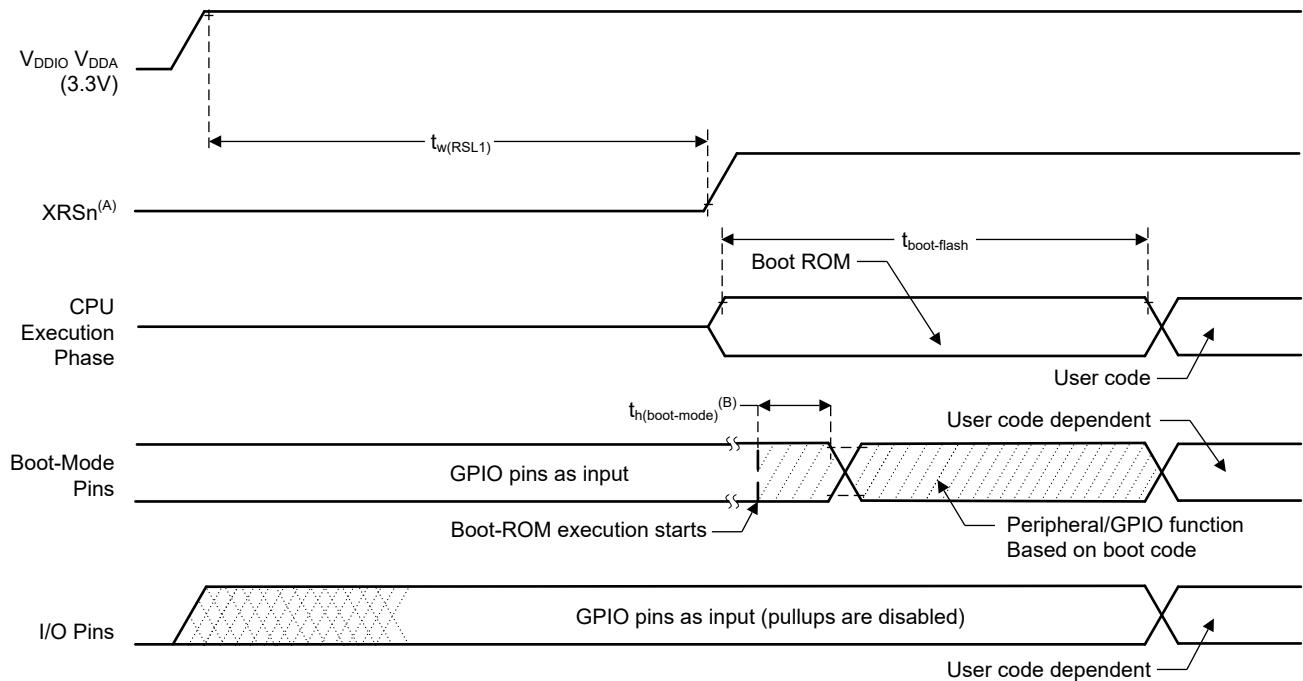 VDDIO VDDA
(3.3V)
tw(RSL1)
XRSn(A)
tboot-flash
Boot ROM
CPU
Execution
Phase
User code
th(boot-mode)(B)
User code dependent
Boot-Mode
Pins
GPIO pins as input
Boot-ROM execution starts
Peripheral/GPIO function
Based on boot code
GPIO pins as input (pullups are disabled)
I/O Pins
User code dependent